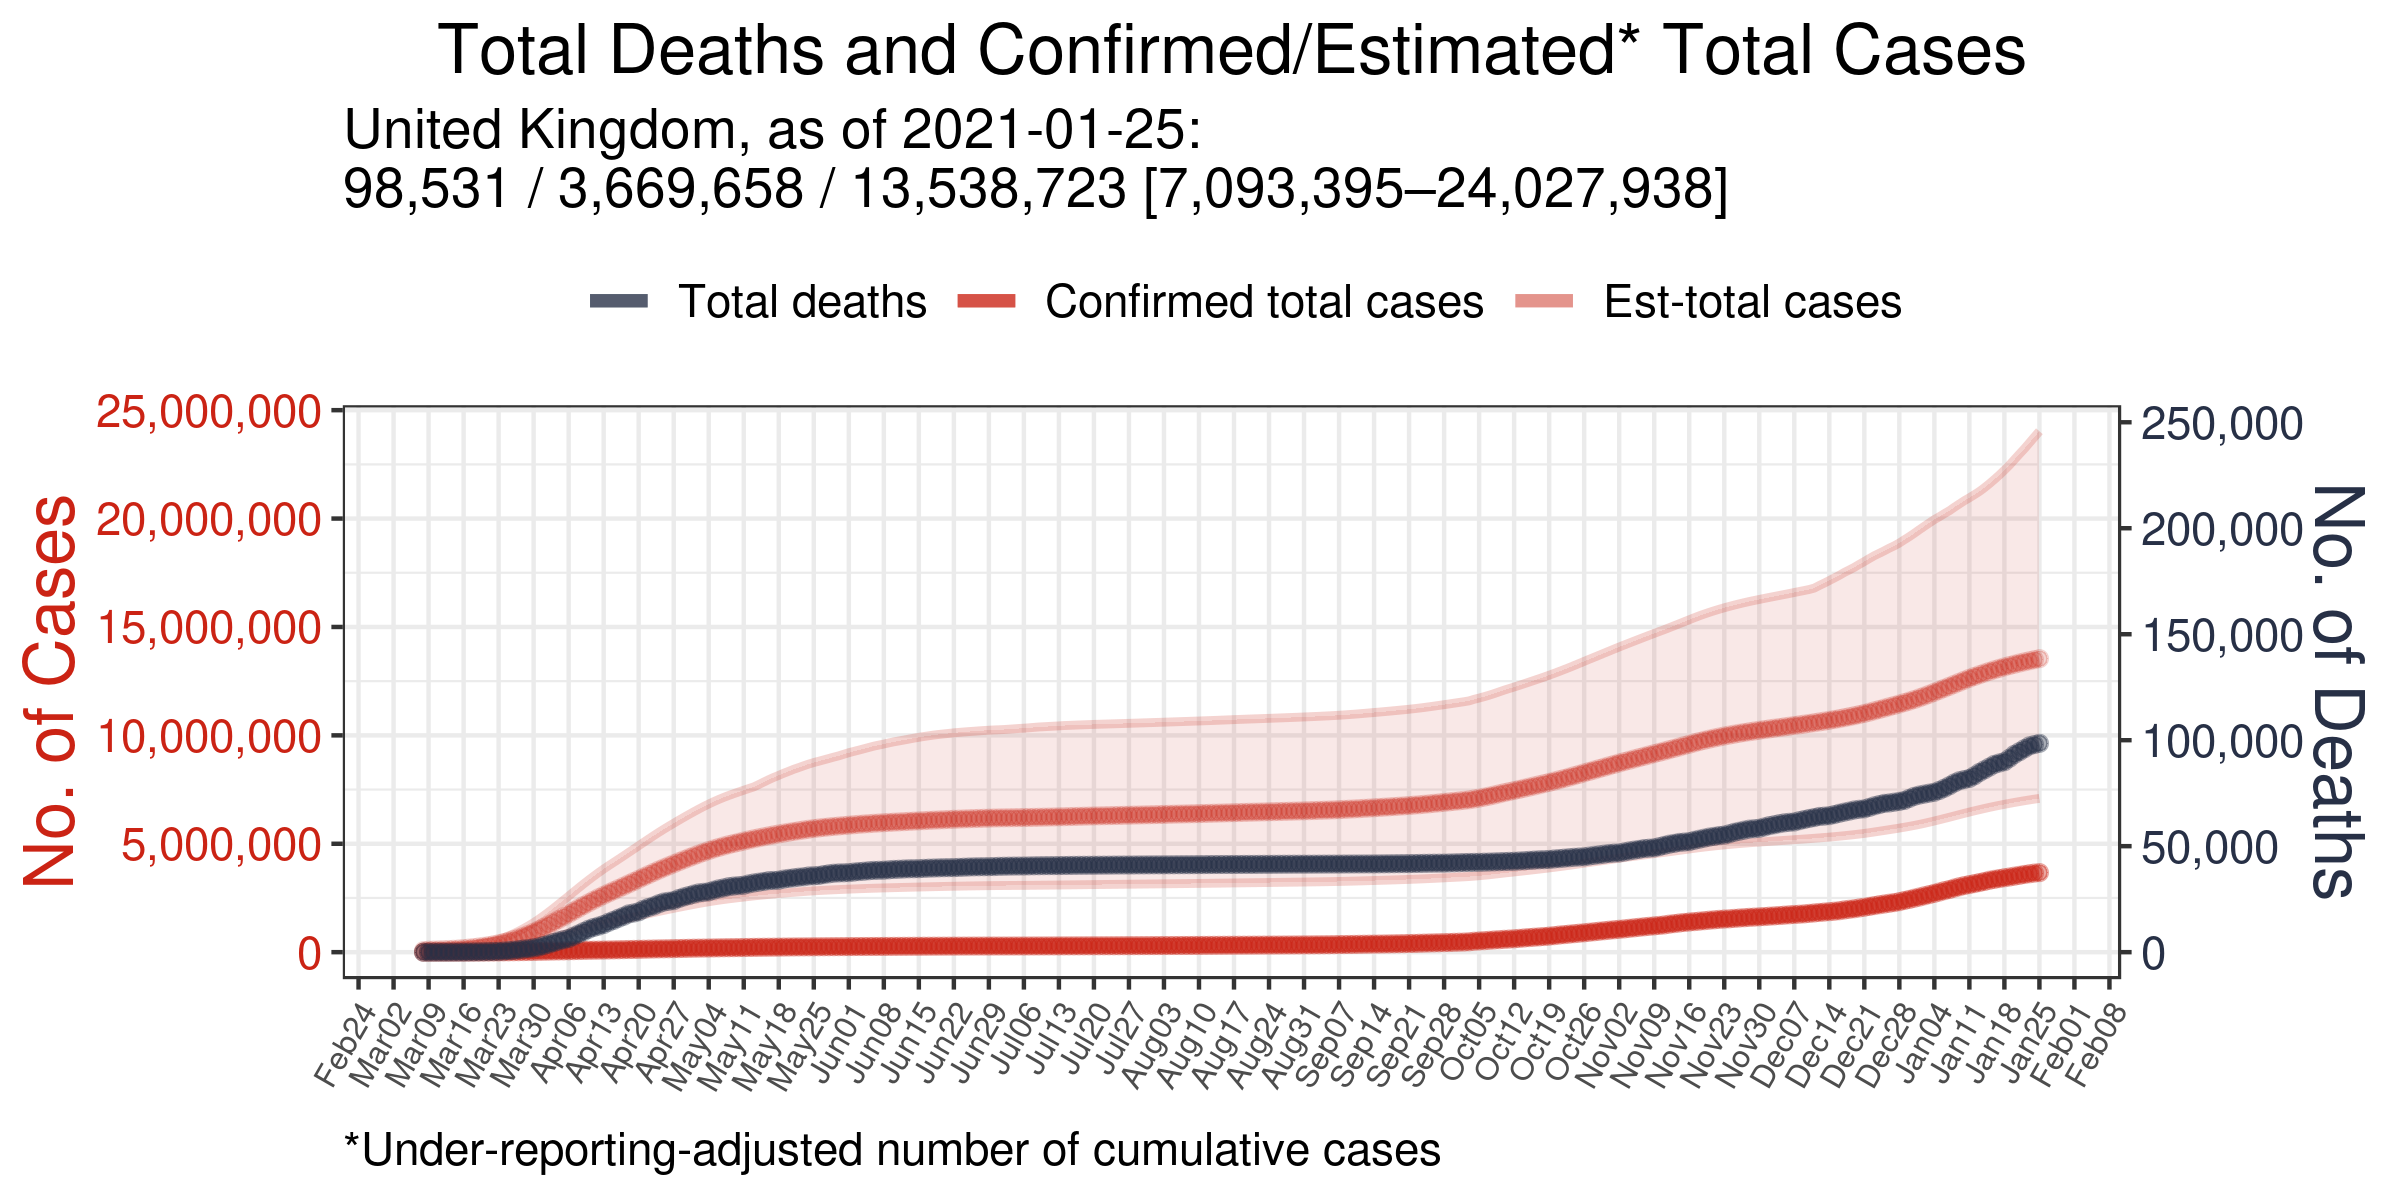 Total Deaths and Confirmed/Estimated* Total Cases
United Kingdom, as of 2021-01-25:
98,531 / 3,669,658 / 13,538,723 [7,093,395–24,027,938]
Total deaths
Confirmed total cases
Est-total cases
No. of Cases
25,000,000
20,000,000
15,000,000
10,000,000
5,000,000
0
250,000
200,000
150,000
100,000
50,000
0
No. of Deaths
Feb24
Mar02
Mar09
Mar16
Mar23
Mar30
Apr06
Apr13
Apr20
Apr27
May04
May11
May18
May25
Jun01
Jun08
Jun15
Jun22
Jun29
Jul06
Jul13
Jul20
Jul27
Aug03
Aug10
Aug17
Aug24
Aug31
Sep07
Sep14
Sep21
Sep28
Oct05
Oct12
Oct19
Oct26
Nov02
Nov09
Nov16
Nov23
Nov30
Dec07
Dec14
Dec21
Dec28
Jan04
Jan11
Jan18
Jan25
Feb01
Feb08
*Under-reporting-adjusted number of cumulative cases